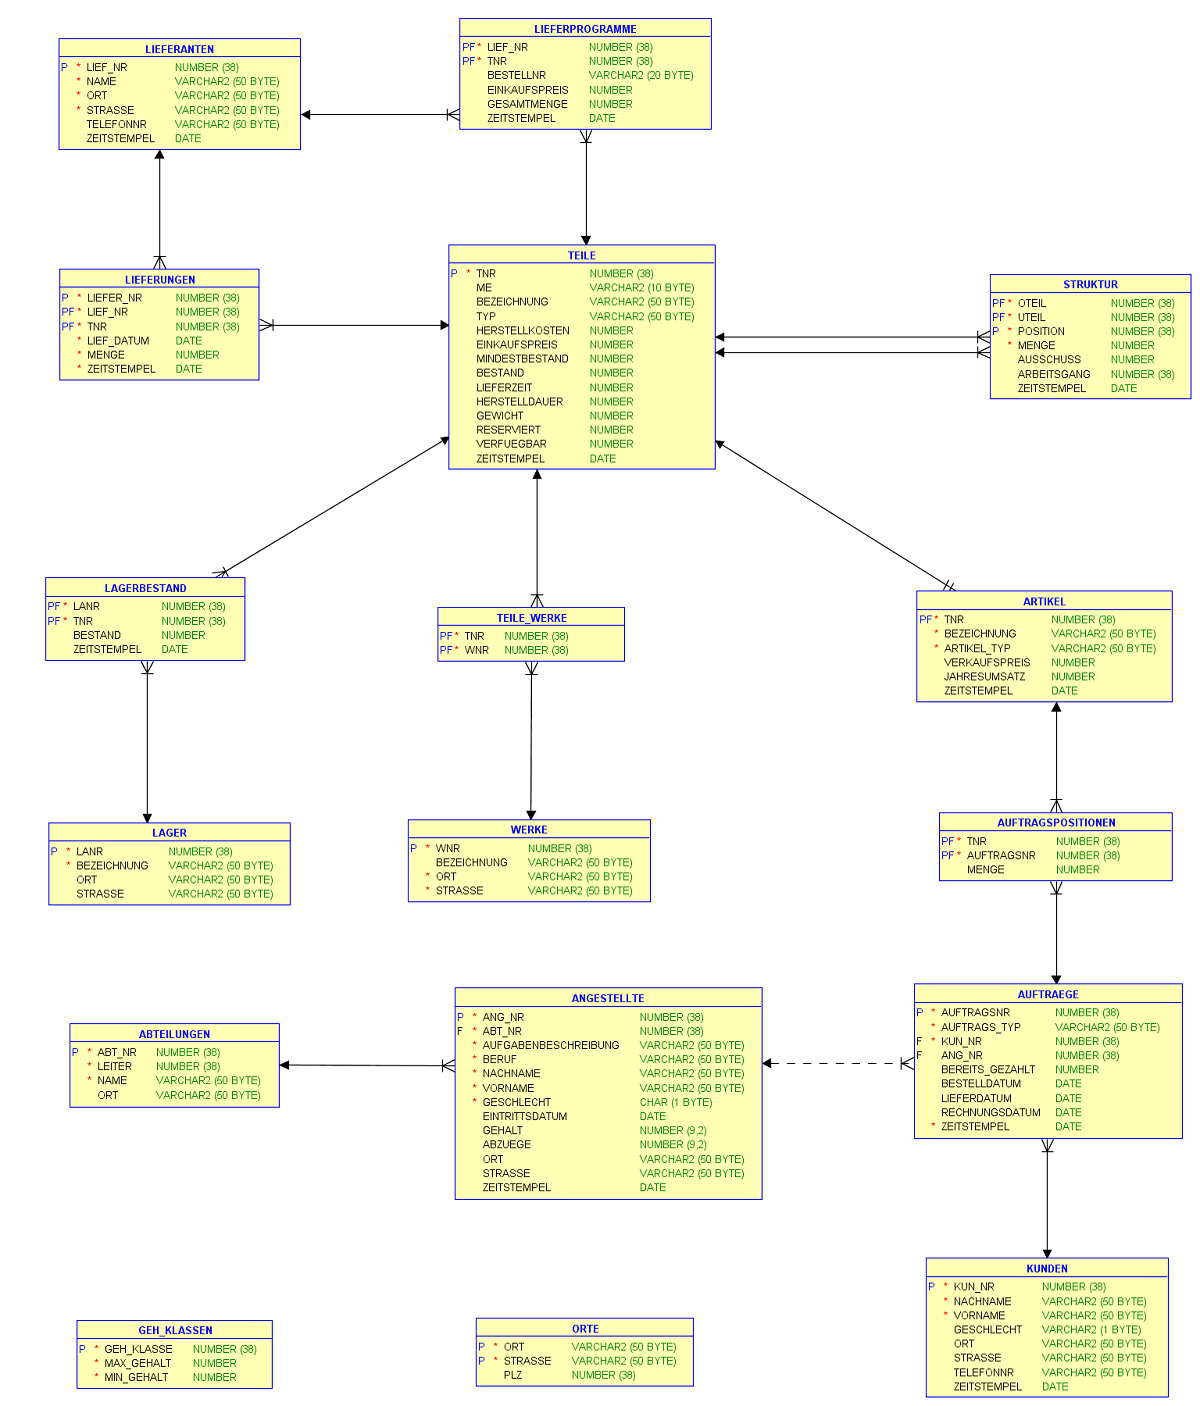 LIEFERPROGRAMME
PF * LIEF_NR NUMBER (38)
PF * TNR NUMBER (38)
BESTELLNR VARCHAR2 (20 BYTE)
EINKAUFSPREIS NUMBER
GESAMTMENGE NUMBER
ZEITSTEMPEL DATE
LIEFERANTEN
P * LIEF_NR NUMBER (38)
* NAME VARCHAR2 (50 BYTE)
* ORT VARCHAR2 (50 BYTE)
* STRASSE VARCHAR2 (50 BYTE)
TELEFONNR VARCHAR2 (50 BYTE)
ZEITSTEMPEL DATE
TEILE
P * TNR NUMBER (38)
ME VARCHAR2 (10 BYTE)
BEZEICHNUNG VARCHAR2 (50 BYTE)
TYP VARCHAR2 (50 BYTE)
HERSTELLKOSTEN NUMBER
EINKAUFSPREIS NUMBER
MINDESTBESTAND NUMBER
BESTAND NUMBER
LIEFERZEIT NUMBER
HERSTELLDAUER NUMBER
GEWICHT NUMBER
RESERVIERT NUMBER
VERFUEGBAR NUMBER
ZEITSTEMPEL DATE
LIEFERUNGEN
P * LIEFER_NR NUMBER (38)
PF * LIEF_NR NUMBER (38)
PF * TNR NUMBER (38)
* LIEF_DATUM DATE
* MENGE NUMBER
* ZEITSTEMPEL DATE
STRUKTUR
PF * OTEIL NUMBER (38)
PF * UTEIL NUMBER (38)
P * POSITION NUMBER (38)
* MENGE NUMBER
AUSSCHUSS NUMBER
ARBEITSGANG NUMBER (38)
ZEITSTEMPEL DATE
LAGERBESTAND
PF * LANR NUMBER (38)
PF * TNR NUMBER (38)
BESTAND NUMBER
ZEITSTEMPEL DATE
TEILE_WERKE
PF * TNR NUMBER (38)
PF * WNR NUMBER (38)
ARTIKEL
PF * TNR NUMBER (38)
* BEZEICHNUNG VARCHAR2 (50 BYTE)
* ARTIKEL_TYP VARCHAR2 (50 BYTE)
VERKAUFSPREIS NUMBER
JAHRESUMSATZ NUMBER
ZEITSTEMPEL DATE
LAGER
P * LANR NUMBER (38)
* BEZEICHNUNG VARCHAR2 (50 BYTE)
ORT VARCHAR2 (50 BYTE)
STRASSE VARCHAR2 (50 BYTE)
WERKE
P * WNR NUMBER (38)
BEZEICHNUNG VARCHAR2 (50 BYTE)
* ORT VARCHAR2 (50 BYTE)
* STRASSE VARCHAR2 (50 BYTE)
AUFTRAGSPOSITIONEN
PF * TNR NUMBER (38)
PF * AUFTRAGSNR NUMBER (38)
MENGE NUMBER
ABTEILUNGEN
P * ABT_NR NUMBER (38)
* LEITER NUMBER (38)
* NAME VARCHAR2 (50 BYTE)
ORT VARCHAR2 (50 BYTE)
ANGESTELLTE
P * ANG_NR NUMBER (38)
F * ABT_NR NUMBER (38)
* AUFGABENBESCHREIBUNG VARCHAR2 (50 BYTE)
* BERUF VARCHAR2 (50 BYTE)
* NACHNAME VARCHAR2 (50 BYTE)
* VORNAME VARCHAR2 (50 BYTE)
* GESCHLECHT CHAR (1 BYTE)
EINTRITTSDATUM DATE
GEHALT NUMBER (9,2)
ABZUEGE NUMBER (9,2)
ORT VARCHAR2 (50 BYTE)
STRASSE VARCHAR2 (50 BYTE)
ZEITSTEMPEL DATE
AUFTRAEGE
P * AUFTRAGSNR NUMBER (38)
* AUFTRAGS_TYP VARCHAR2 (50 BYTE)
F * KUN_NR NUMBER (38)
F ANG_NR NUMBER (38)
BEREITS_GEZAHLT NUMBER
BESTELLDATUM DATE
LIEFERDATUM DATE
RECHNUNGSDATUM DATE
* ZEITSTEMPEL DATE
GEH_KLASSEN
P * GEH_KLASSE NUMBER (38)
* MAX_GEHALT NUMBER
* MIN_GEHALT NUMBER
ORTE
P * ORT VARCHAR2 (50 BYTE)
P * STRASSE VARCHAR2 (50 BYTE)
PLZ NUMBER (38)
KUNDEN
P * KUN_NR NUMBER (38)
* NACHNAME VARCHAR2 (50 BYTE)
* VORNAME VARCHAR2 (50 BYTE)
GESCHLECHT VARCHAR2 (1 BYTE)
ORT VARCHAR2 (50 BYTE)
STRASSE VARCHAR2 (50 BYTE)
TELEFONNR VARCHAR2 (50 BYTE)
ZEITSTEMPEL DATE